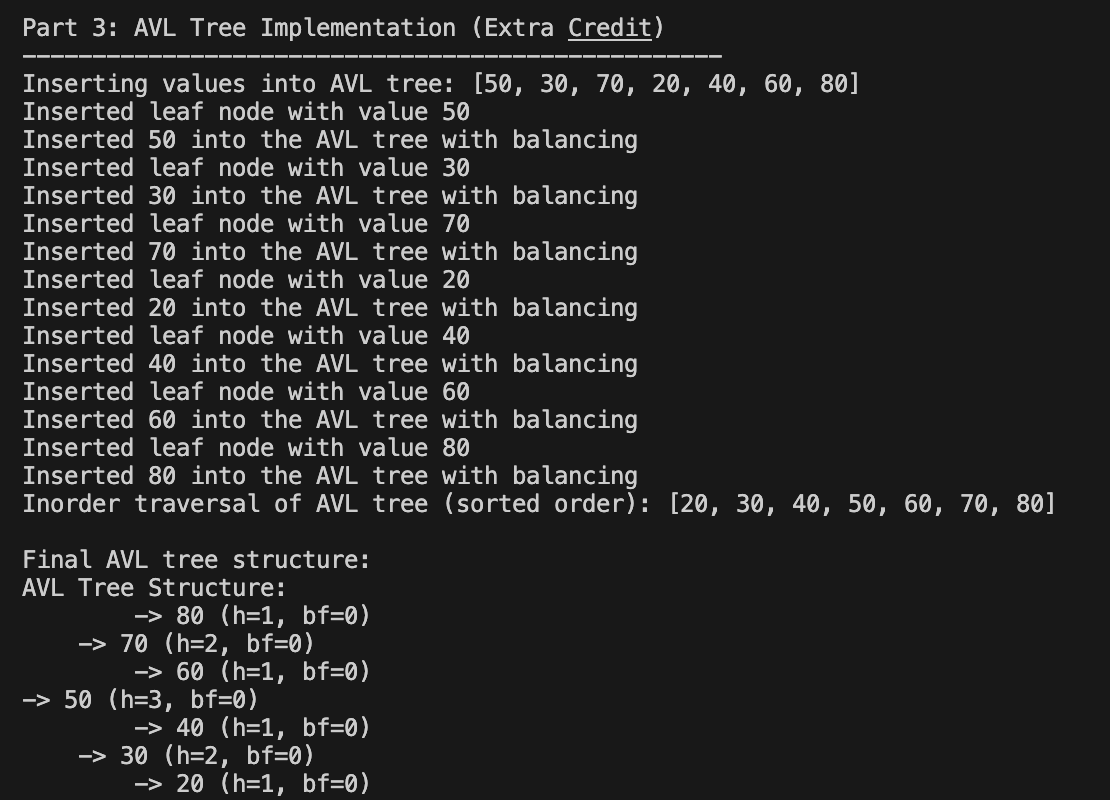 Part 3: AVL Tree Implementation (Extra Credit)
--------------------------------------------------
Inserting values into AVL tree: [50, 30, 70, 20, 40, 60, 80]
Inserted leaf node with value 50
Inserted 50 into the AVL tree with balancing
Inserted leaf node with value 30
Inserted 30 into the AVL tree with balancing
Inserted leaf node with value 70
Inserted 70 into the AVL tree with balancing
Inserted leaf node with value 20
Inserted 20 into the AVL tree with balancing
Inserted leaf node with value 40
Inserted 40 into the AVL tree with balancing
Inserted leaf node with value 60
Inserted 60 into the AVL tree with balancing
Inserted leaf node with value 80
Inserted 80 into the AVL tree with balancing
Inorder traversal of AVL tree (sorted order): [20, 30, 40, 50, 60, 70, 80]

Final AVL tree structure:
AVL Tree Structure:
        -> 80 (h=1, bf=0)
    -> 70 (h=2, bf=0)
        -> 60 (h=1, bf=0)
-> 50 (h=3, bf=0)
        -> 40 (h=1, bf=0)
    -> 30 (h=2, bf=0)
        -> 20 (h=1, bf=0)